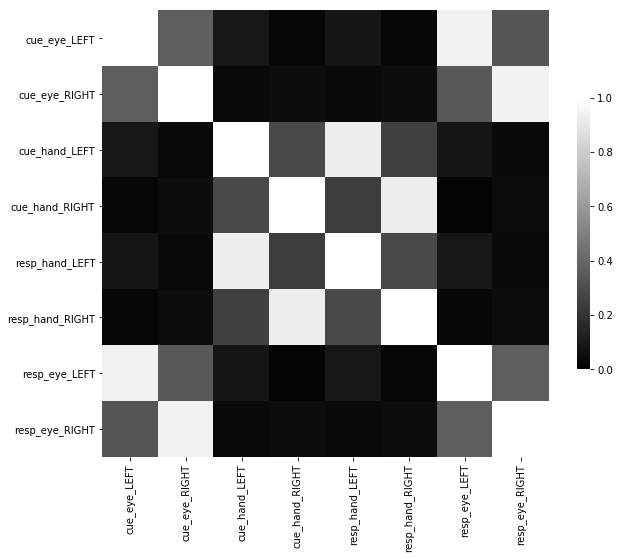 cue_eye_LEFT
cue_eye_RIGHT
cue_hand_LEFT
cue_hand_RIGHT
resp_hand_LEFT
resp_hand_RIGHT
resp_eye_LEFT
resp_eye_RIGHT
1.0
0.8
0.6
0.4
0.2
0.0
cue_eye_LEFT
cue_eye_RIGHT
cue_hand_LEFT
cue_hand_RIGHT
resp_hand_LEFT
resp_hand_RIGHT
resp_eye_LEFT
resp_eye_RIGHT